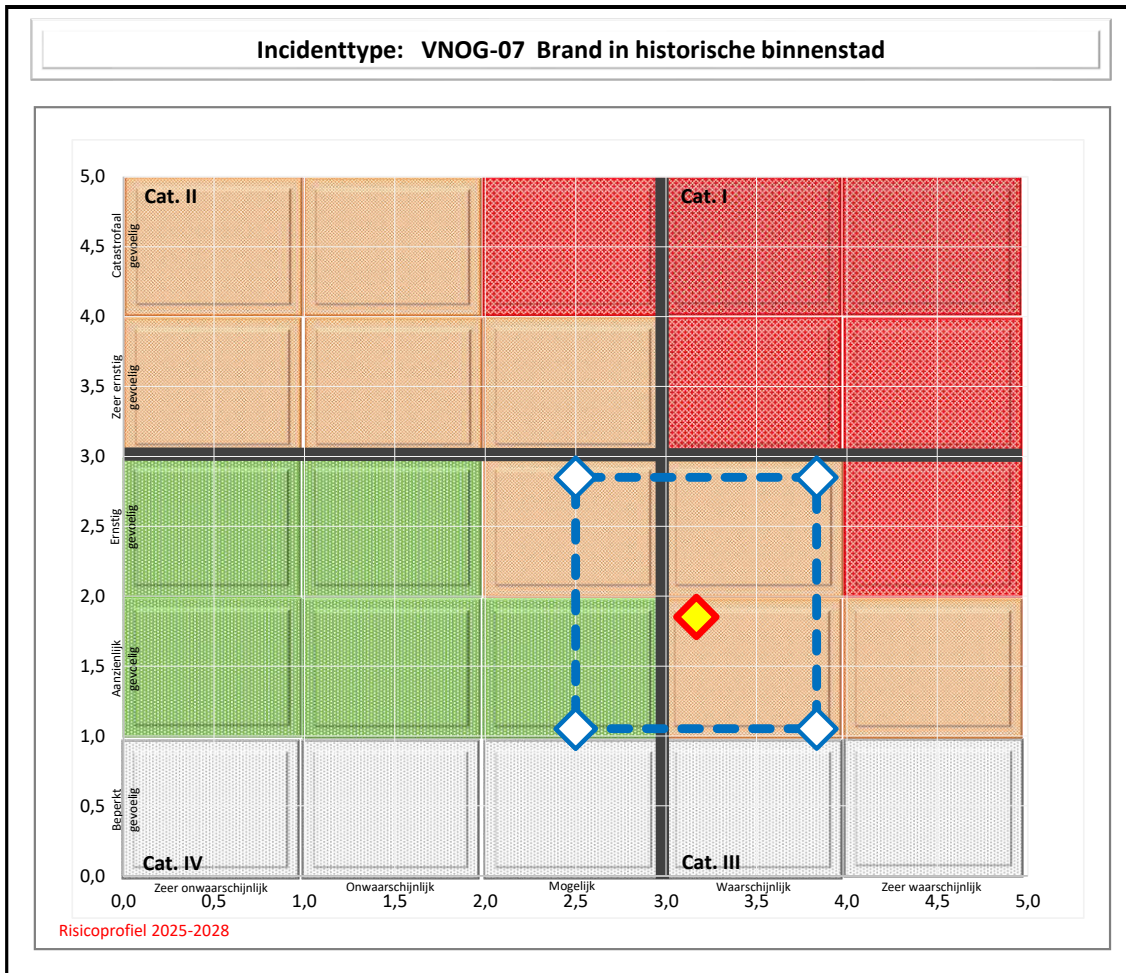 Incidenttype: VNOG-07 Brand in historische binnenstad
5,0
Cat. II
Cat. I
Catastrofaal
gevoelig
4,5
4,0
Zeer ernstig
gevoelig
3,5
3,0
Ernstig
gevoelig
2,5
2,0
Aanzienlijk
gevoelig
1,5
1,0
Beperkt
gevoelig
0,5
Cat. IV
Cat. III
0,0
Zeer onwaarschijnlijk Onwaarschijnlijk Mogelijk Waarschijnlijk Zeer waarschijnlijk
0,0 0,5 1,0 1,5 2,0 2,5 3,0 3,5 4,0 4,5 5,0
Risicoprofiel 2025-2028